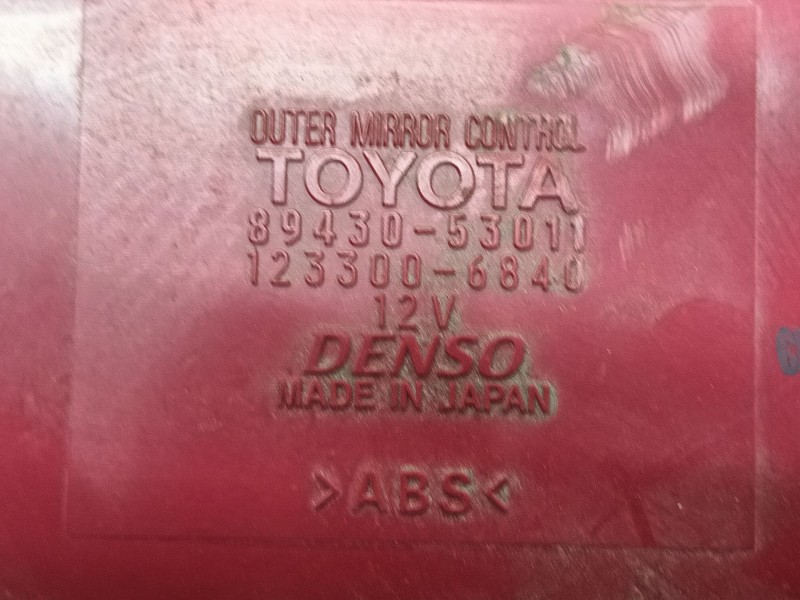 OUTER MIRROR CONTROL
TOYOTA
89430-53011
123300-6840
12V
DENSO
MADE IN JAPAN
>ABS<